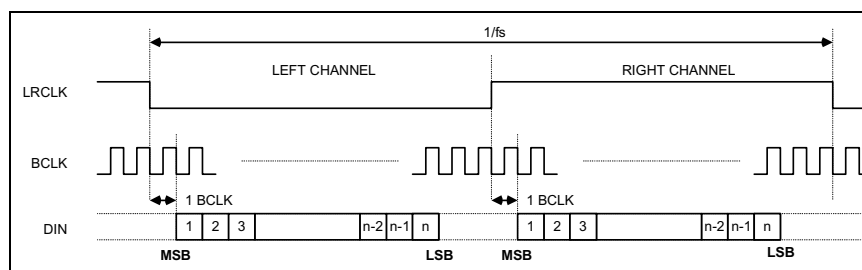 1/fs
LEFT CHANNEL RIGHT CHANNEL
LRCLK
BCLK
1 BCLK 1 BCLK
DIN 1 2 3 n-2 n-1 n 1 2 3 n-2 n-1 n
MSB LSB MSB LSB